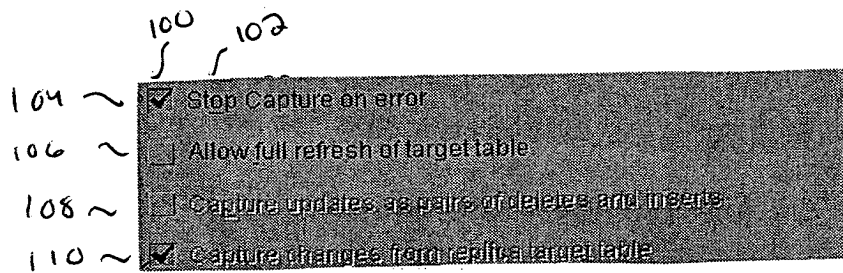 100 102
104 Stop Capture on error
106 Allow full refresh of target table
108 Capture updates as pairs of deletes and inserts
110 Capture changes from replica target table